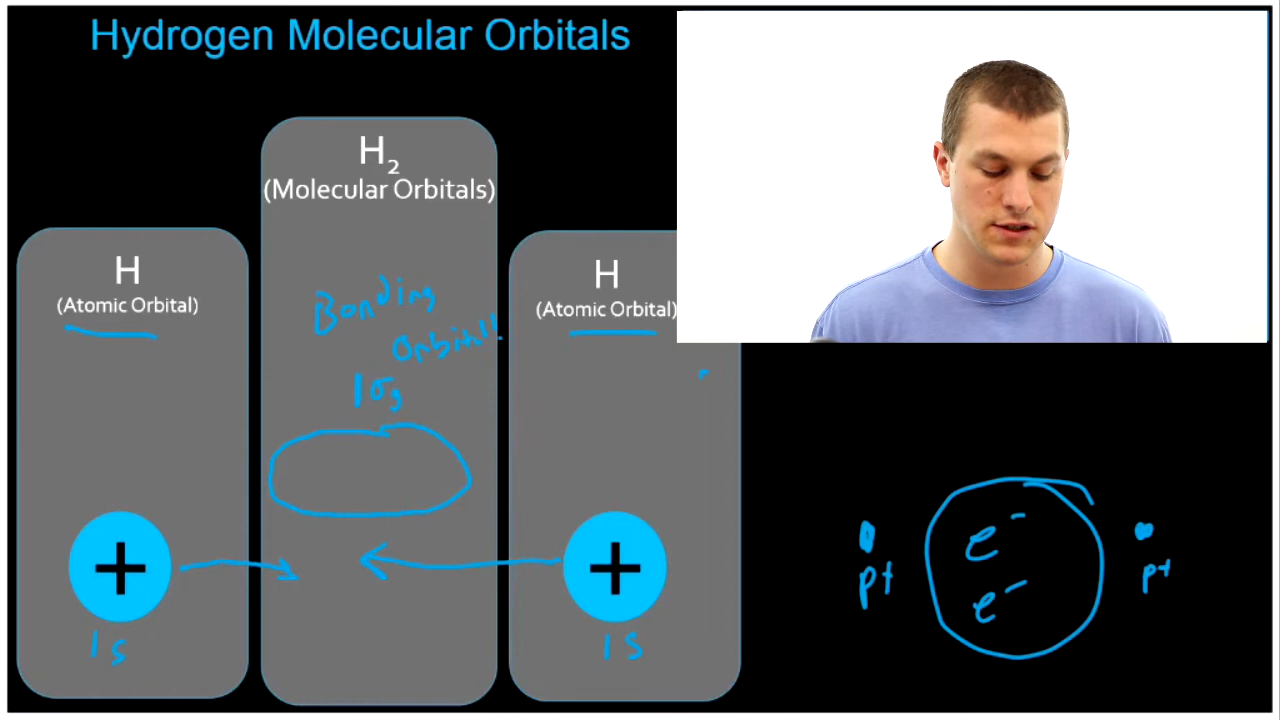 Hydrogen Molecular Orbitals
H₂
(Molecular Orbitals)
H
(Atomic Orbital)
H
(Atomic Orbital)
Bonding
Orbital!
1σg
+
+
1s
1s
e⁻
e⁻
p+
p+